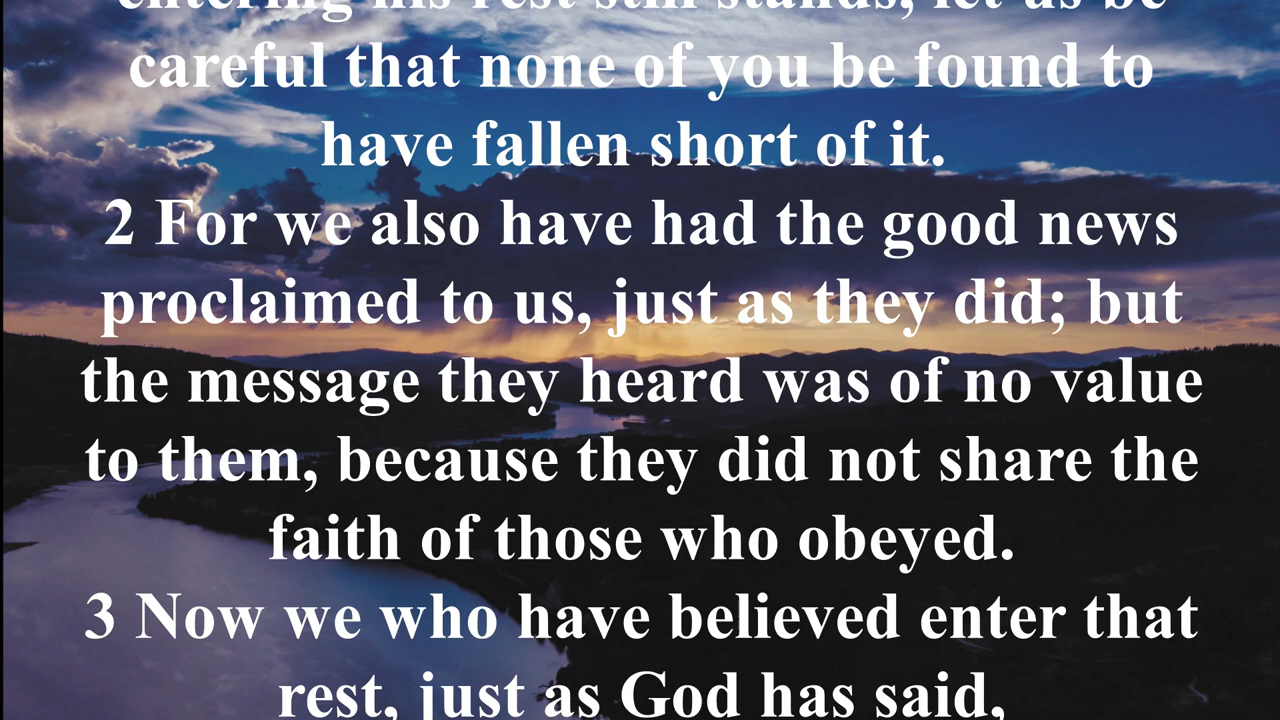 entering his rest still stands, let us be
careful that none of you be found to
have fallen short of it.
2 For we also have had the good news
proclaimed to us, just as they did; but
the message they heard was of no value
to them, because they did not share the
faith of those who obeyed.
3 Now we who have believed enter that
rest, just as God has said,